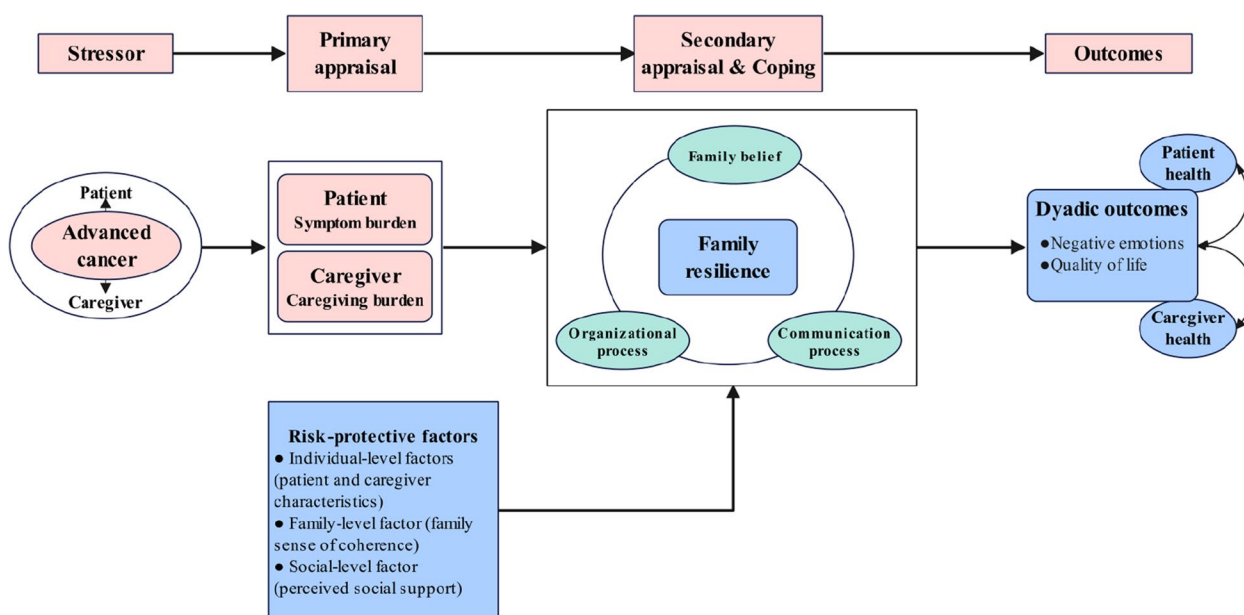 Stressor
Primary
appraisal
Secondary
appraisal & Coping
Outcomes
Patient
Advanced
cancer
Caregiver
Patient
Symptom burden
Caregiver
Caregiving burden
Family belief
Family
resilience
Organizational
process
Communication
process
Patient
health
Dyadic outcomes
●Negative emotions
●Quality of life
Caregiver
health
Risk-protective factors
● Individual-level factors
(patient and caregiver
characteristics)
● Family-level factor (family
sense of coherence)
● Social-level factor
(perceived social support)